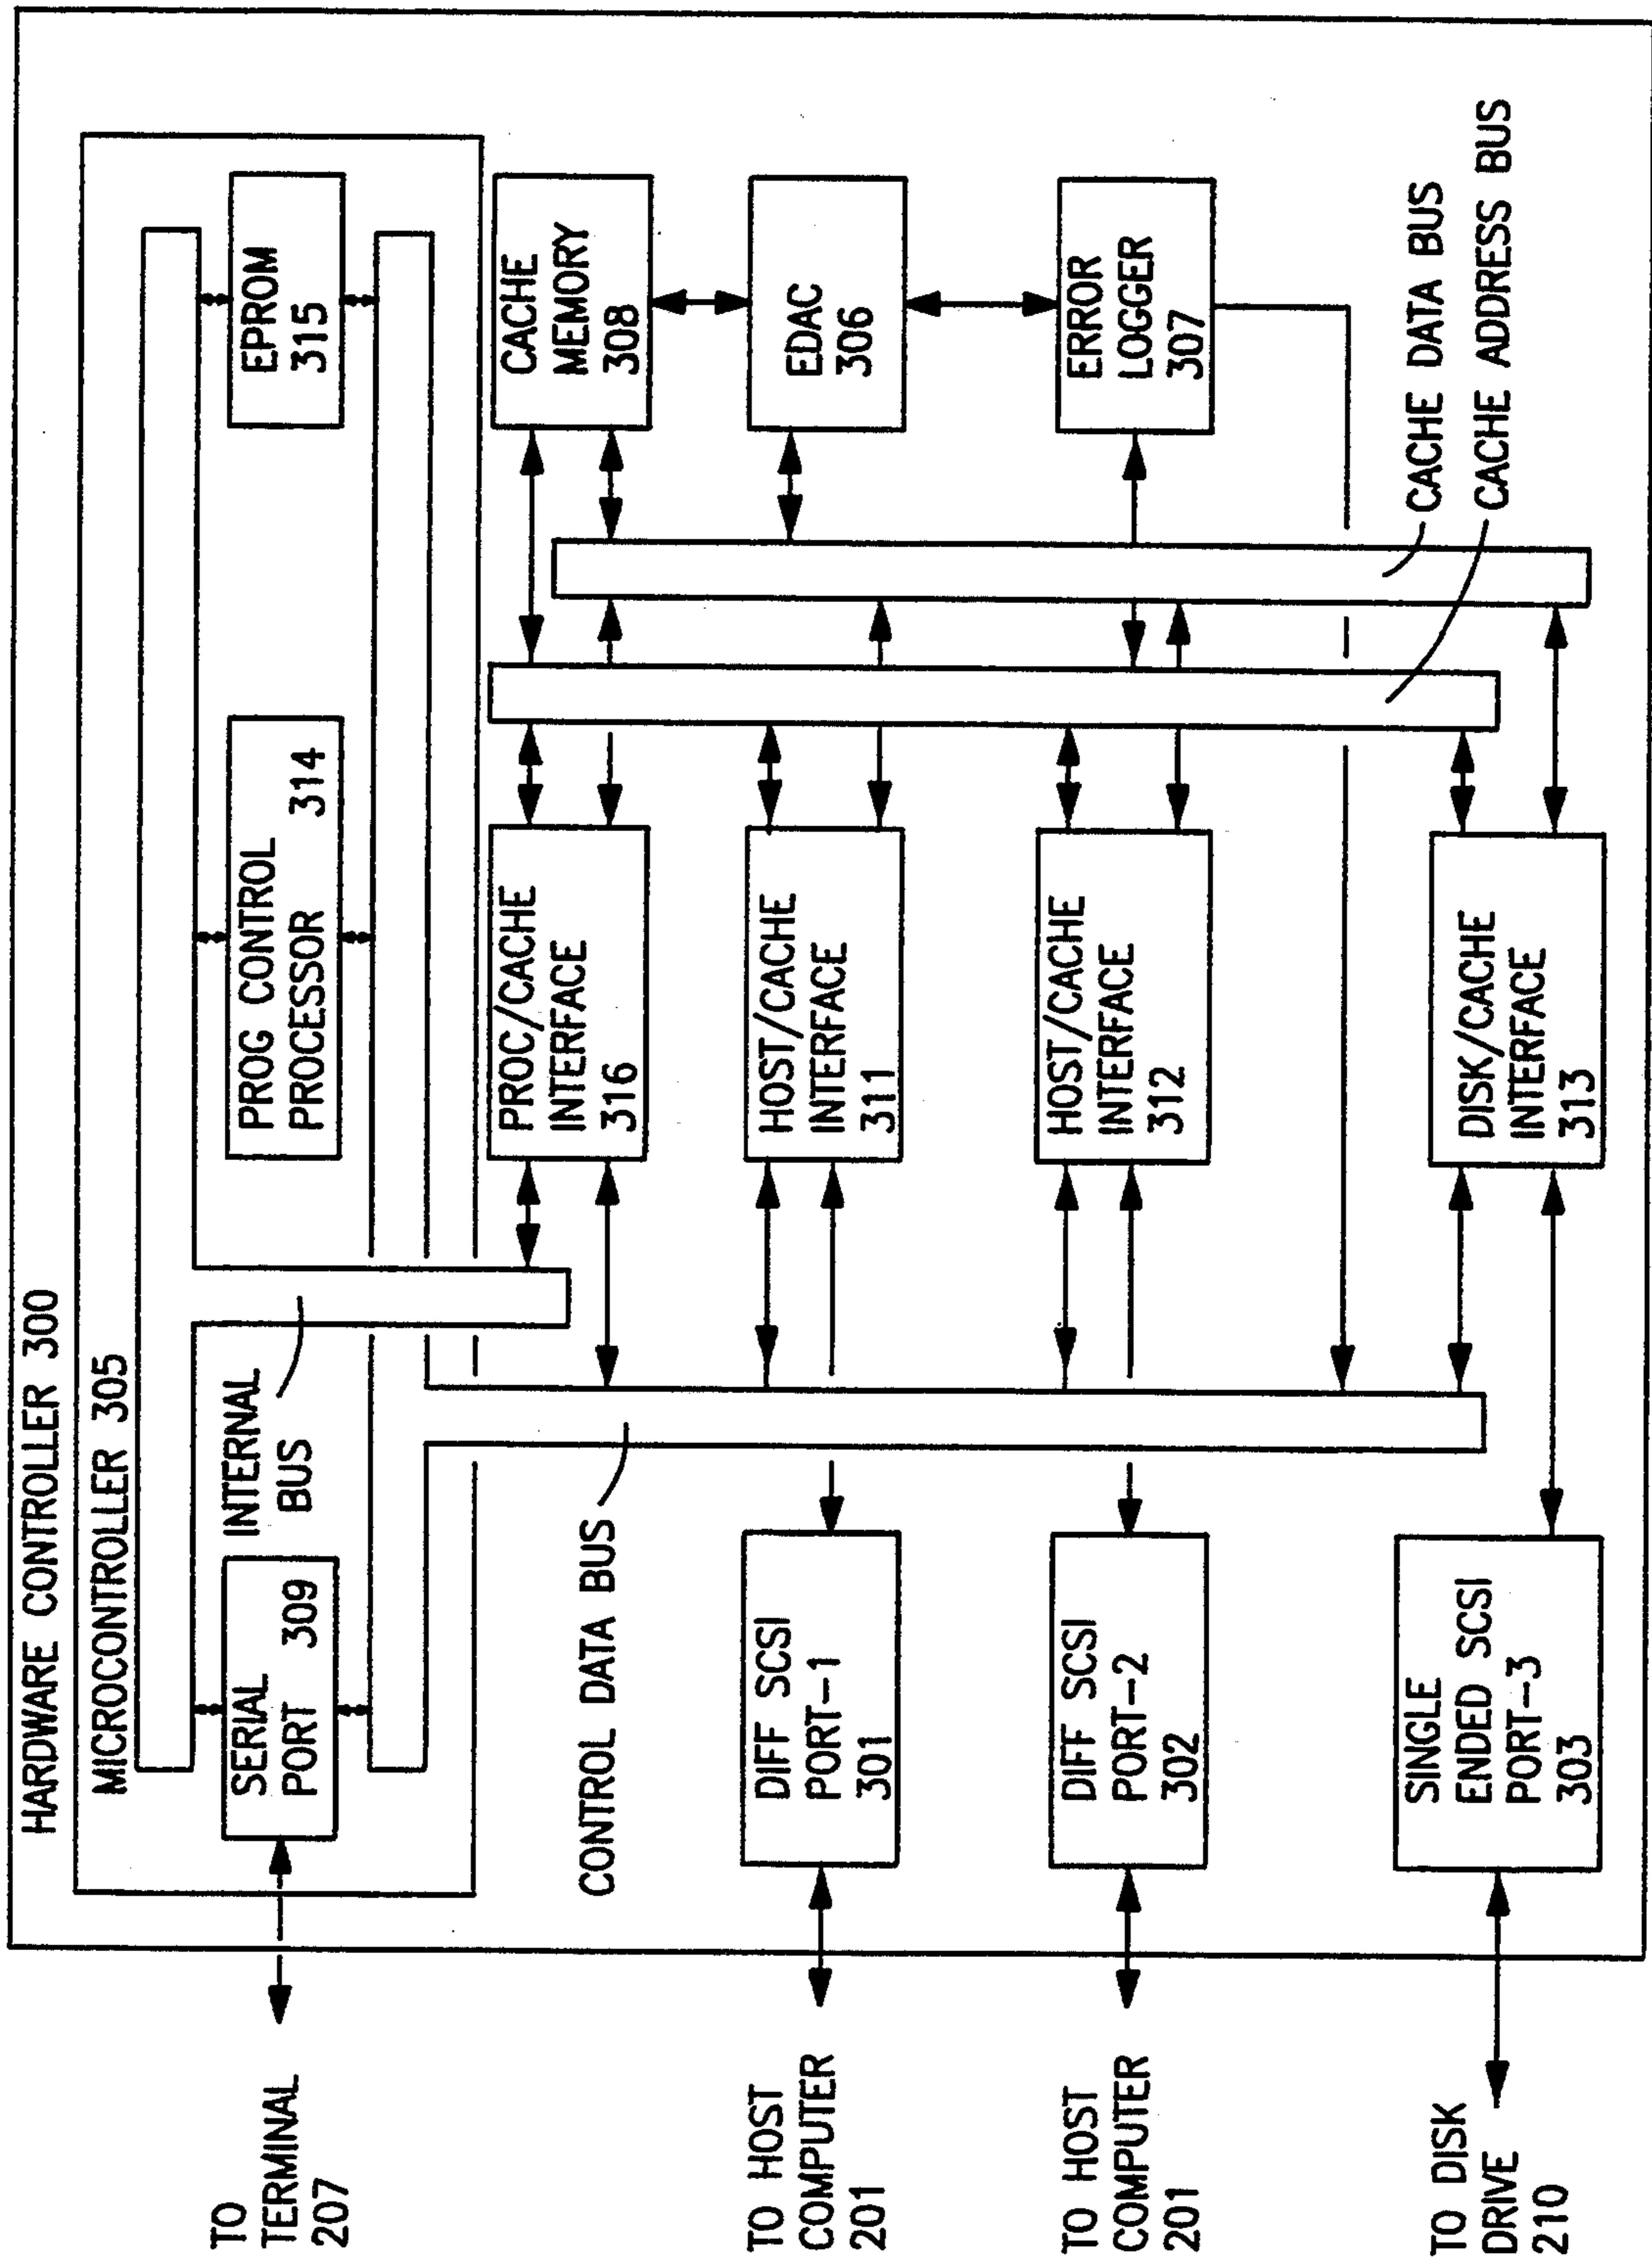 HARDWARE CONTROLLER 300
MICROCONTROLLER 305
TO
TERMINAL
207
SERIAL
PORT 309
INTERNAL
BUS
PROG CONTROL
PROCESSOR 314
EPROM
315
CONTROL DATA BUS
PROC/CACHE
INTERFACE
316
CACHE
MEMORY
308
TO HOST
COMPUTER
201
DIFF SCSI
PORT-1
301
HOST/CACHE
INTERFACE
311
EDAC
306
TO HOST
COMPUTER
201
DIFF SCSI
PORT-2
302
HOST/CACHE
INTERFACE
312
ERROR
LOGGER
307
TO DISK
DRIVE
210
SINGLE
ENDED SCSI
PORT-3
303
DISK/CACHE
INTERFACE
313
CACHE DATA BUS
CACHE ADDRESS BUS